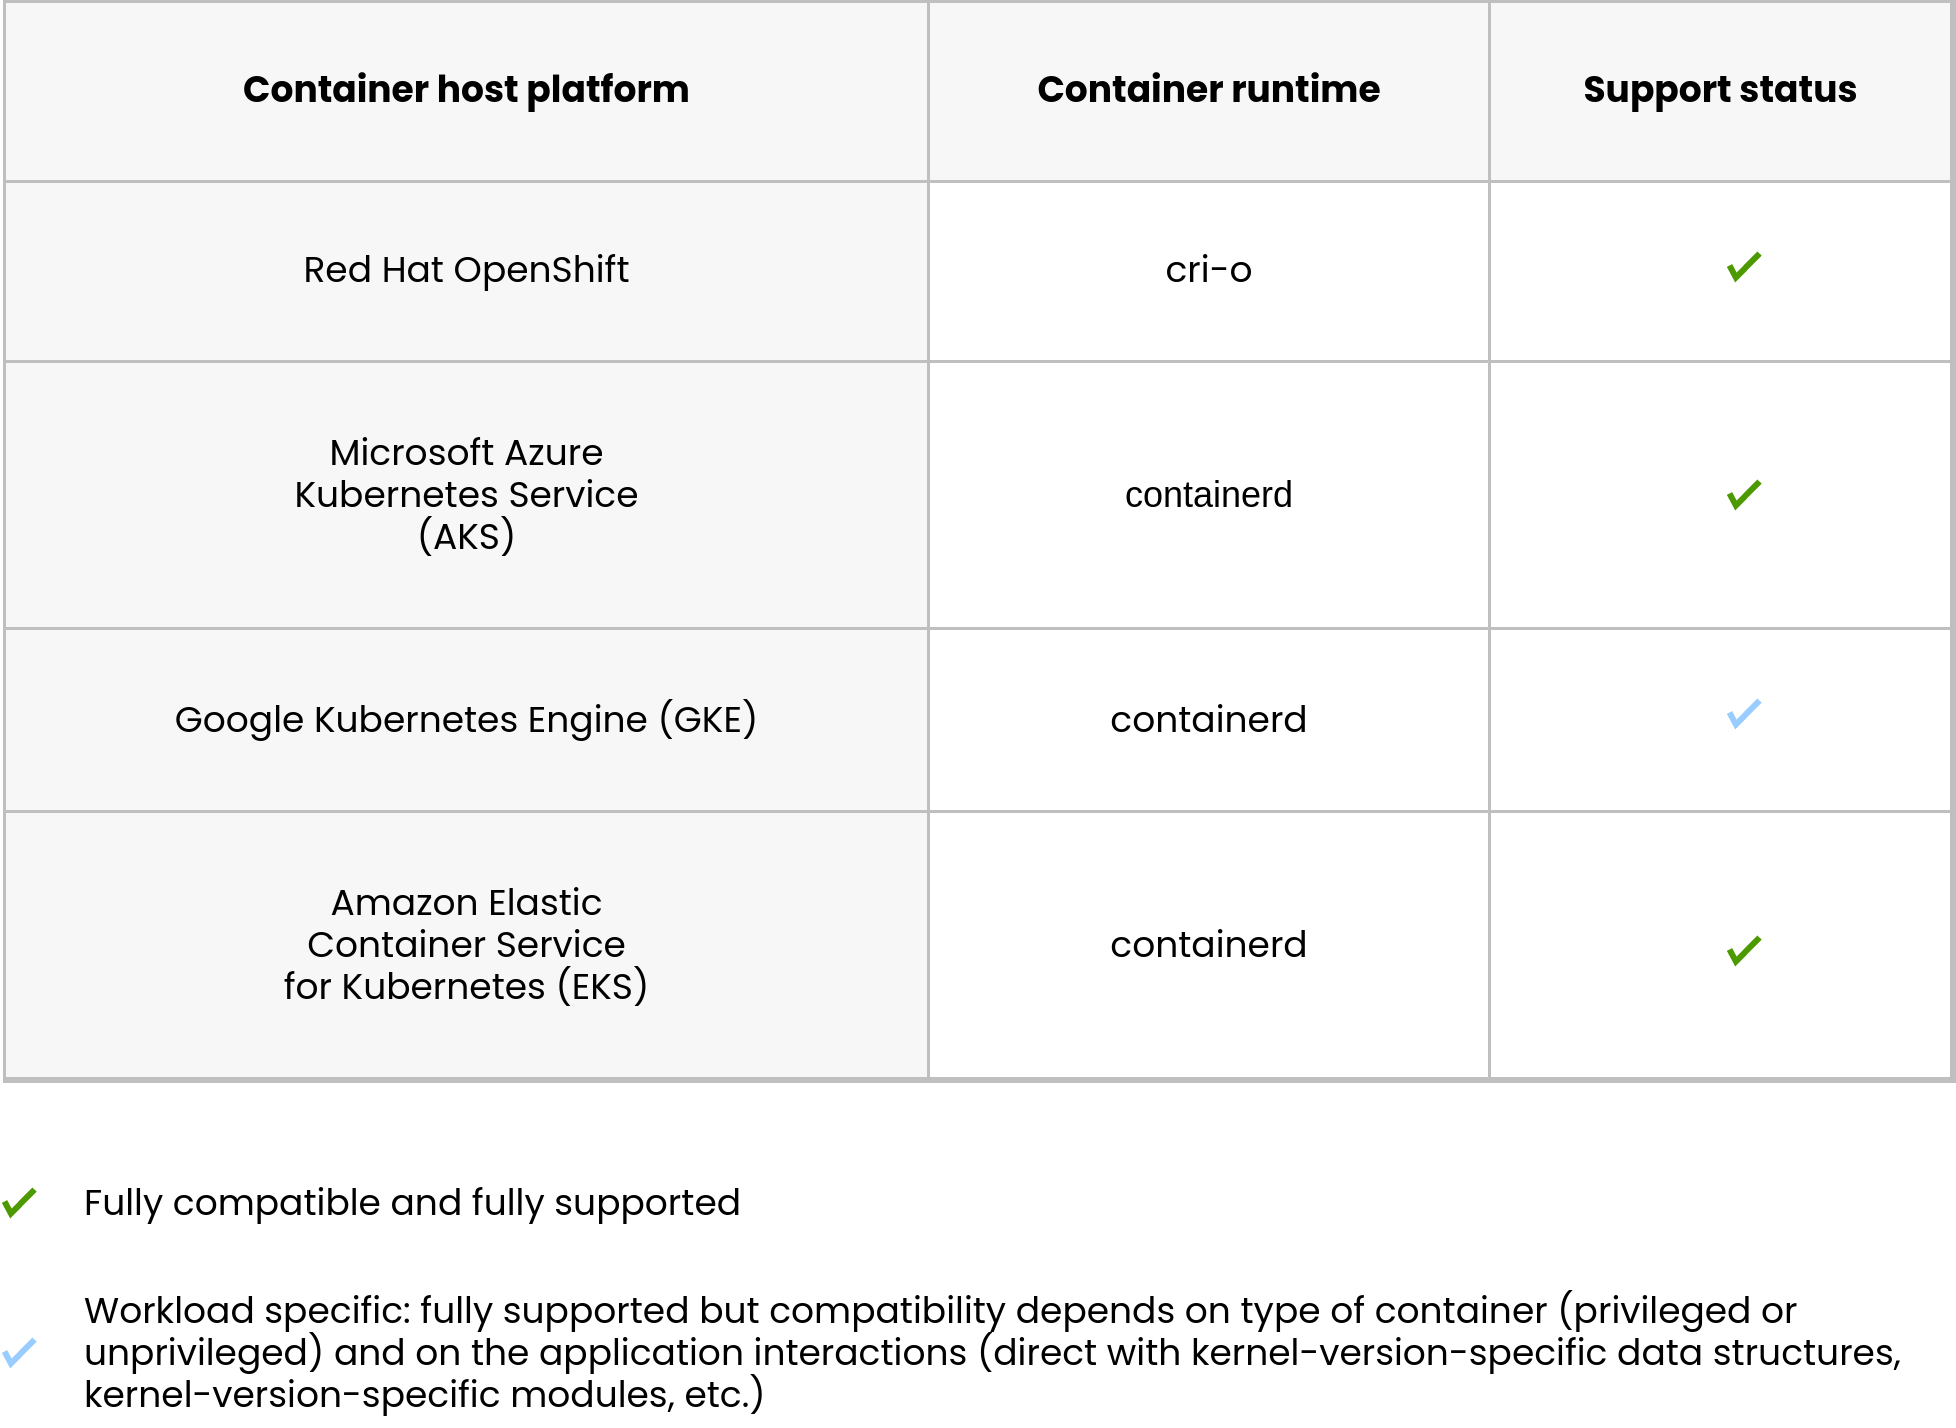 Container host platform
Container runtime
Support status
Red Hat OpenShift
cri-o
Microsoft Azure
Kubernetes Service
(AKS)
containerd
Google Kubernetes Engine (GKE)
containerd
Amazon Elastic
Container Service
for Kubernetes (EKS)
containerd
Fully compatible and fully supported
Workload specific: fully supported but compatibility depends on type of container (privileged or
unprivileged) and on the application interactions (direct with kernel-version-specific data structures,
kernel-version-specific modules, etc.)